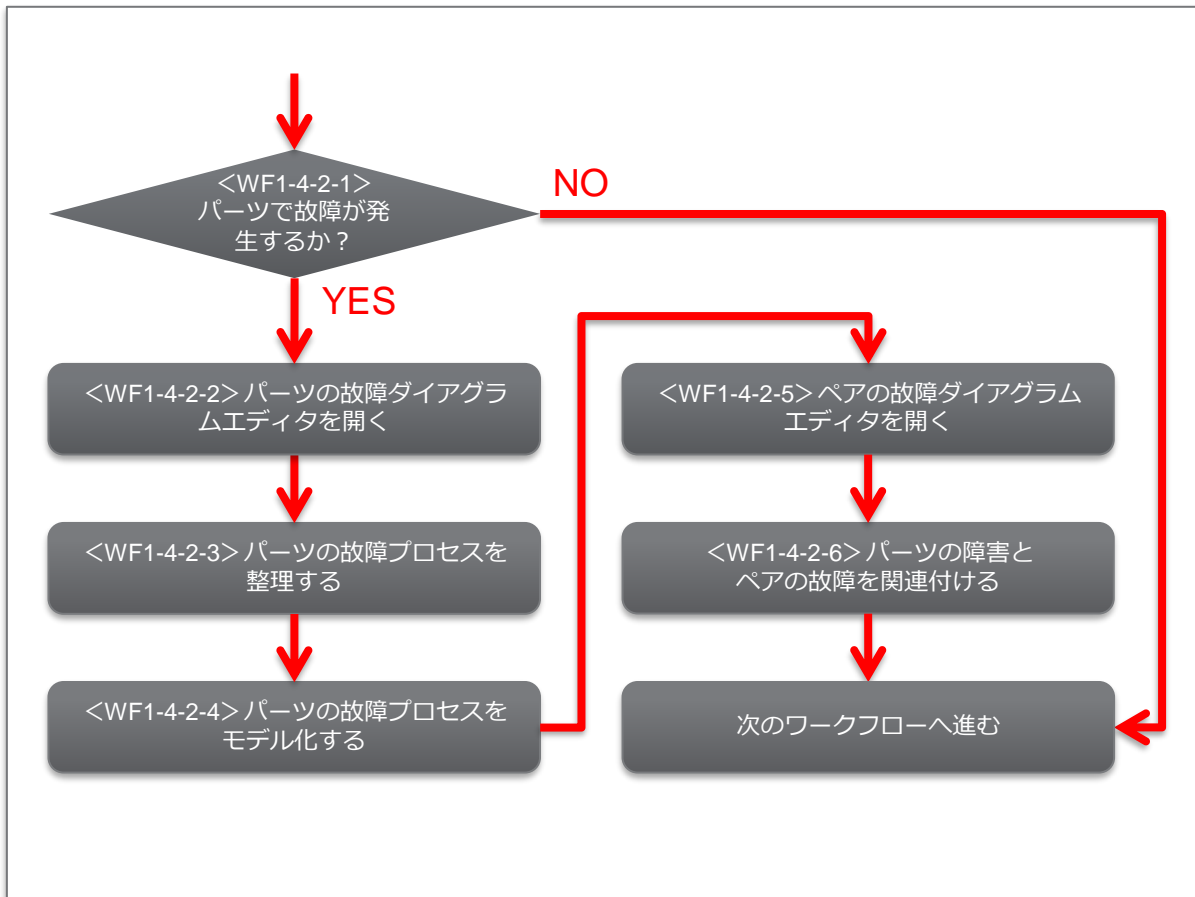 <WF1-4-2-1>
パーツで故障が発
生するか？
NO
YES
<WF1-4-2-2>パーツの故障ダイアグラ
ムエディタを開く
<WF1-4-2-3>パーツの故障プロセスを
整理する
<WF1-4-2-4>パーツの故障プロセスを
モデル化する
<WF1-4-2-5>ペアの故障ダイアグラム
エディタを開く
<WF1-4-2-6>パーツの障害と
ペアの故障を関連付ける
次のワークフローへ進む